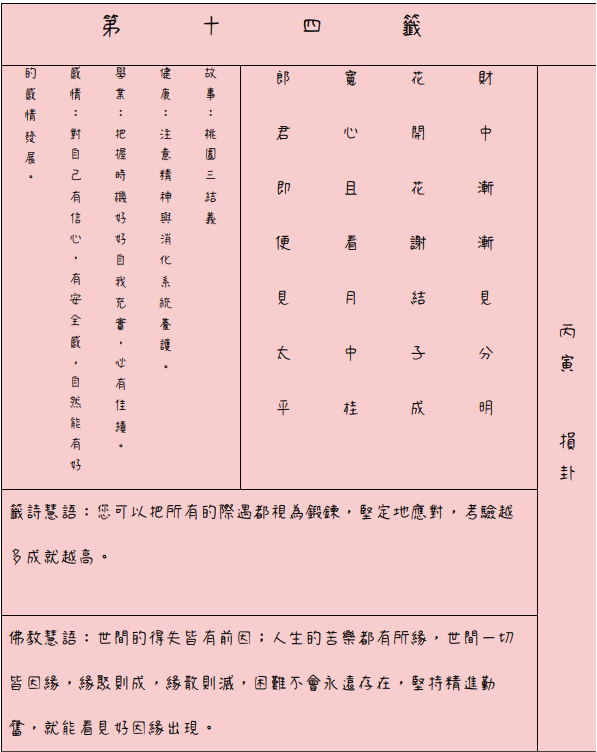 第十四籤
丙寅 損卦
財中漸漸見分明
花開花謝結子成
寬心且看月中桂
郎君即便見太平
故事：桃園三結義
健康：注意精神與消化系統養護。
學業：把握時機好好自我充實，必有佳績。
感情：對自己有信心，有安全感，自然能有好
的感情發展。
籤詩慧語：您可以把所有的際遇都視為鍛鍊，堅定地應對，考驗越
多成就越高。
佛教慧語：世間的得失皆有前因；人生的苦樂都有所緣，世間一切
皆因緣，緣聚則成，緣散則滅，困難不會永遠存在，堅持精進勤
奮，就能看見好因緣出現。